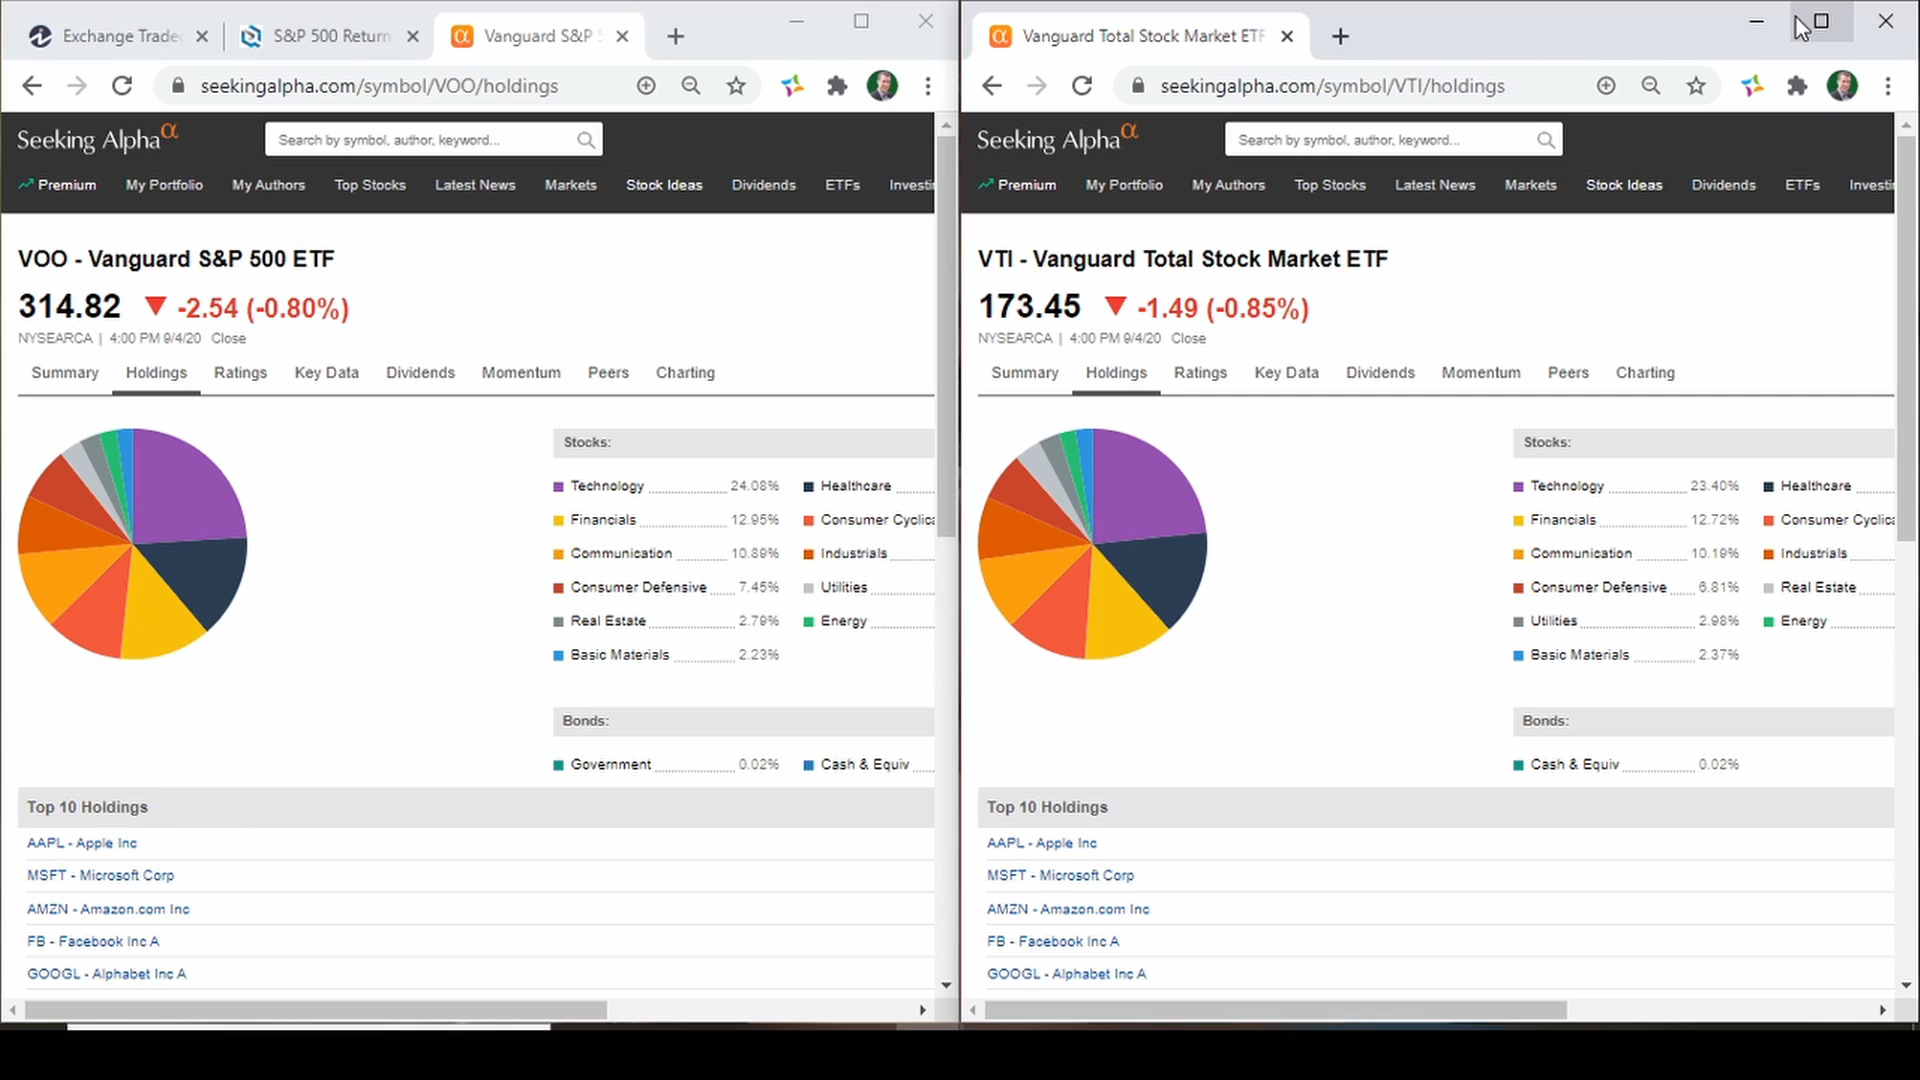 Exchange Trade
S&P 500 Return
Vanguard S&P 5
seekingalpha.com/symbol/VOO/holdings
Seeking Alpha α
Search by symbol, author, keyword...
Premium My Portfolio My Authors Top Stocks Latest News Markets Stock Ideas Dividends ETFs Investi
VOO - Vanguard S&P 500 ETF
314.82 ▼ -2.54 (-0.80%)
NYSEARCA | 4:00 PM 9/4/20 Close
Summary Holdings Ratings Key Data Dividends Momentum Peers Charting
Stocks:
Technology 24.08% Healthcare
Financials 12.95% Consumer Cyclica
Communication 10.89% Industrials
Consumer Defensive 7.45% Utilities
Real Estate 2.79% Energy
Basic Materials 2.23%
Bonds:
Government 0.02% Cash & Equiv
Top 10 Holdings
AAPL - Apple Inc
MSFT - Microsoft Corp
AMZN - Amazon.com Inc
FB - Facebook Inc A
GOOGL - Alphabet Inc A
Vanguard Total Stock Market ETF
seekingalpha.com/symbol/VTI/holdings
Seeking Alpha α
Search by symbol, author, keyword...
Premium My Portfolio My Authors Top Stocks Latest News Markets Stock Ideas Dividends ETFs Investi
VTI - Vanguard Total Stock Market ETF
173.45 ▼ -1.49 (-0.85%)
NYSEARCA | 4:00 PM 9/4/20 Close
Summary Holdings Ratings Key Data Dividends Momentum Peers Charting
Stocks:
Technology 23.40% Healthcare
Financials 12.72% Consumer Cyclica
Communication 10.19% Industrials
Consumer Defensive 6.81% Real Estate
Utilities 2.98% Energy
Basic Materials 2.37%
Bonds:
Cash & Equiv 0.02%
Top 10 Holdings
AAPL - Apple Inc
MSFT - Microsoft Corp
AMZN - Amazon.com Inc
FB - Facebook Inc A
GOOGL - Alphabet Inc A